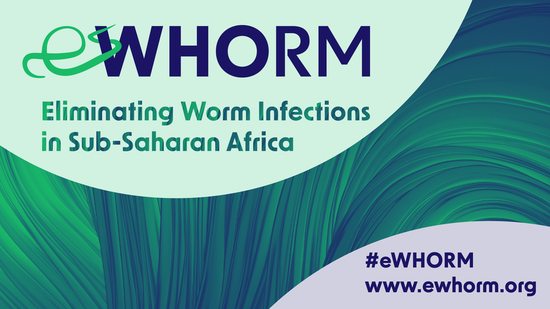 eWHORM
Eliminating Worm Infections
in Sub-Saharan Africa
#eWHORM
www.ewhorm.org